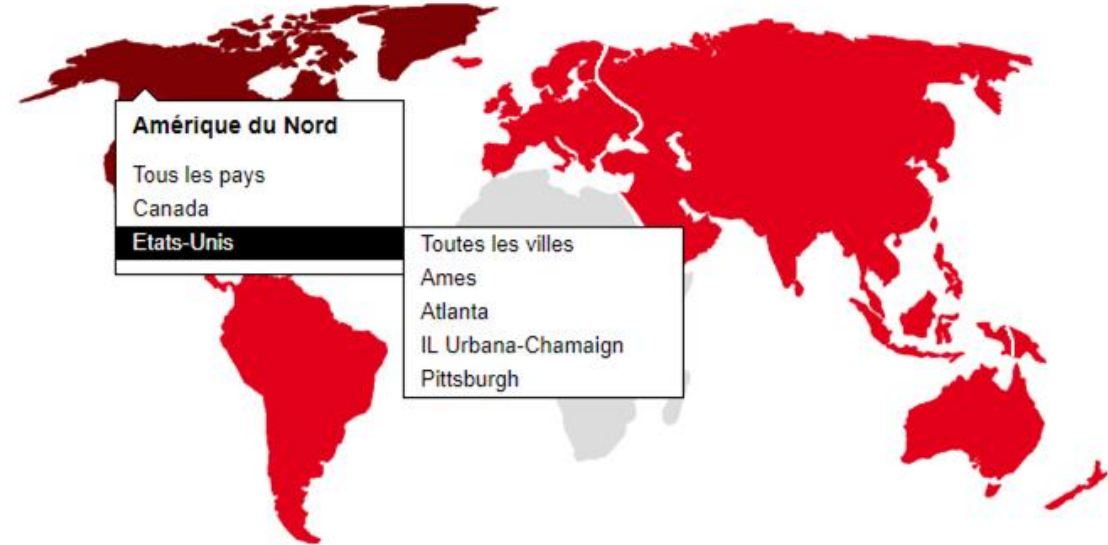 Amérique du Nord
Tous les pays
Canada
Etats-Unis
Toutes les villes
Ames
Atlanta
IL Urbana-Chamaign
Pittsburgh